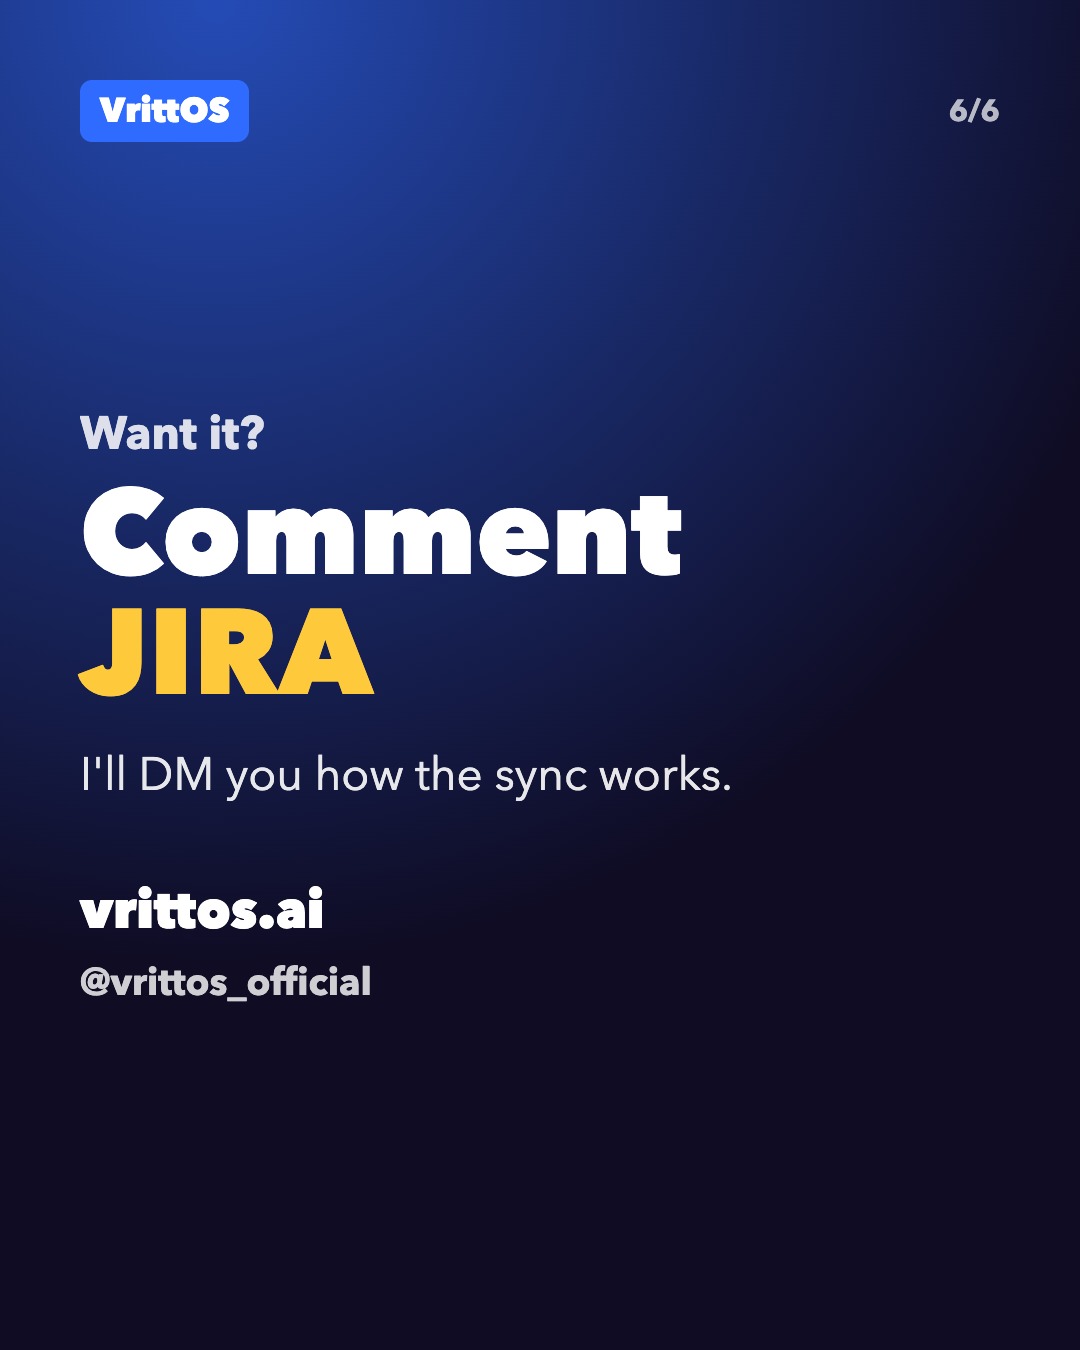 VrittOS
6/6
Want it?
Comment
JIRA
I'll DM you how the sync works.
vrittos.ai
@vrittos_official